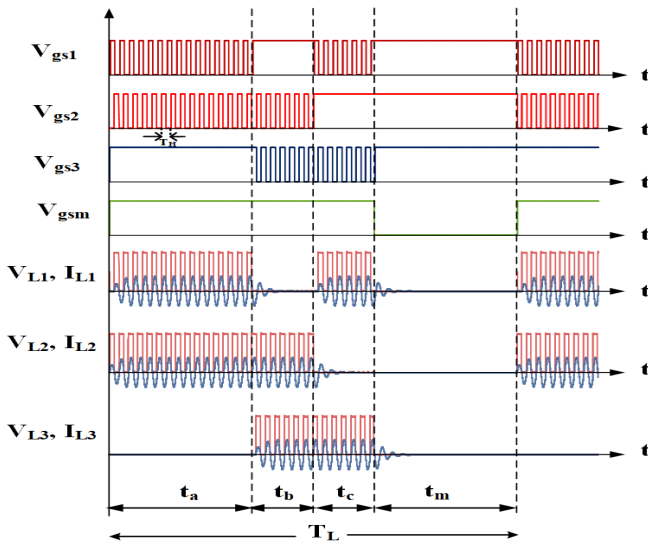 Vgs1
t
Vgs2
t
TH
Vgs3
t
Vgsm
t
VL1, IL1
t
VL2, IL2
t
VL3, IL3
t
ta
tb
tc
tm
TL